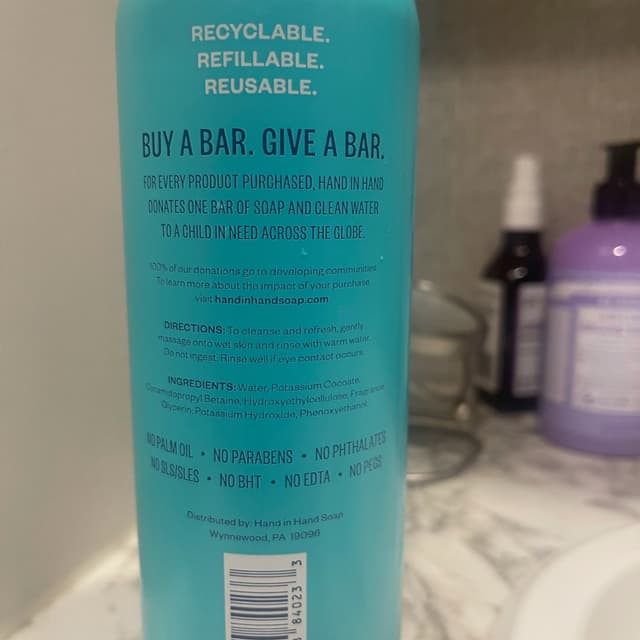 RECYCLABLE.
REFILLABLE.
REUSABLE.
BUY A BAR. GIVE A BAR.
FOR EVERY PRODUCT PURCHASED, HAND IN HAND
DONATES ONE BAR OF SOAP AND CLEAN WATER
TO A CHILD IN NEED ACROSS THE GLOBE.
100% of our donations go to developing communities.
To learn more about the impact of your purchase
visit handinhandsoap.com
DIRECTIONS: To cleanse and refresh, gently
massage onto wet skin and rinse with warm water.
Do not ingest. Rinse well if eye contact occurs.
INGREDIENTS: Water, Potassium Cocoate,
Cocamidopropyl Betaine, Hydroxyethylcellulose, Fragrance,
Glycerin, Potassium Hydroxide, Phenoxyethanol.
NO PALM OIL • NO PARABENS • NO PHTHALATES
NO SLS/SLES • NO BHT • NO EDTA • NO PEGS
Distributed by: Hand in Hand Soap
Wynnewood, PA 19096
84023 3